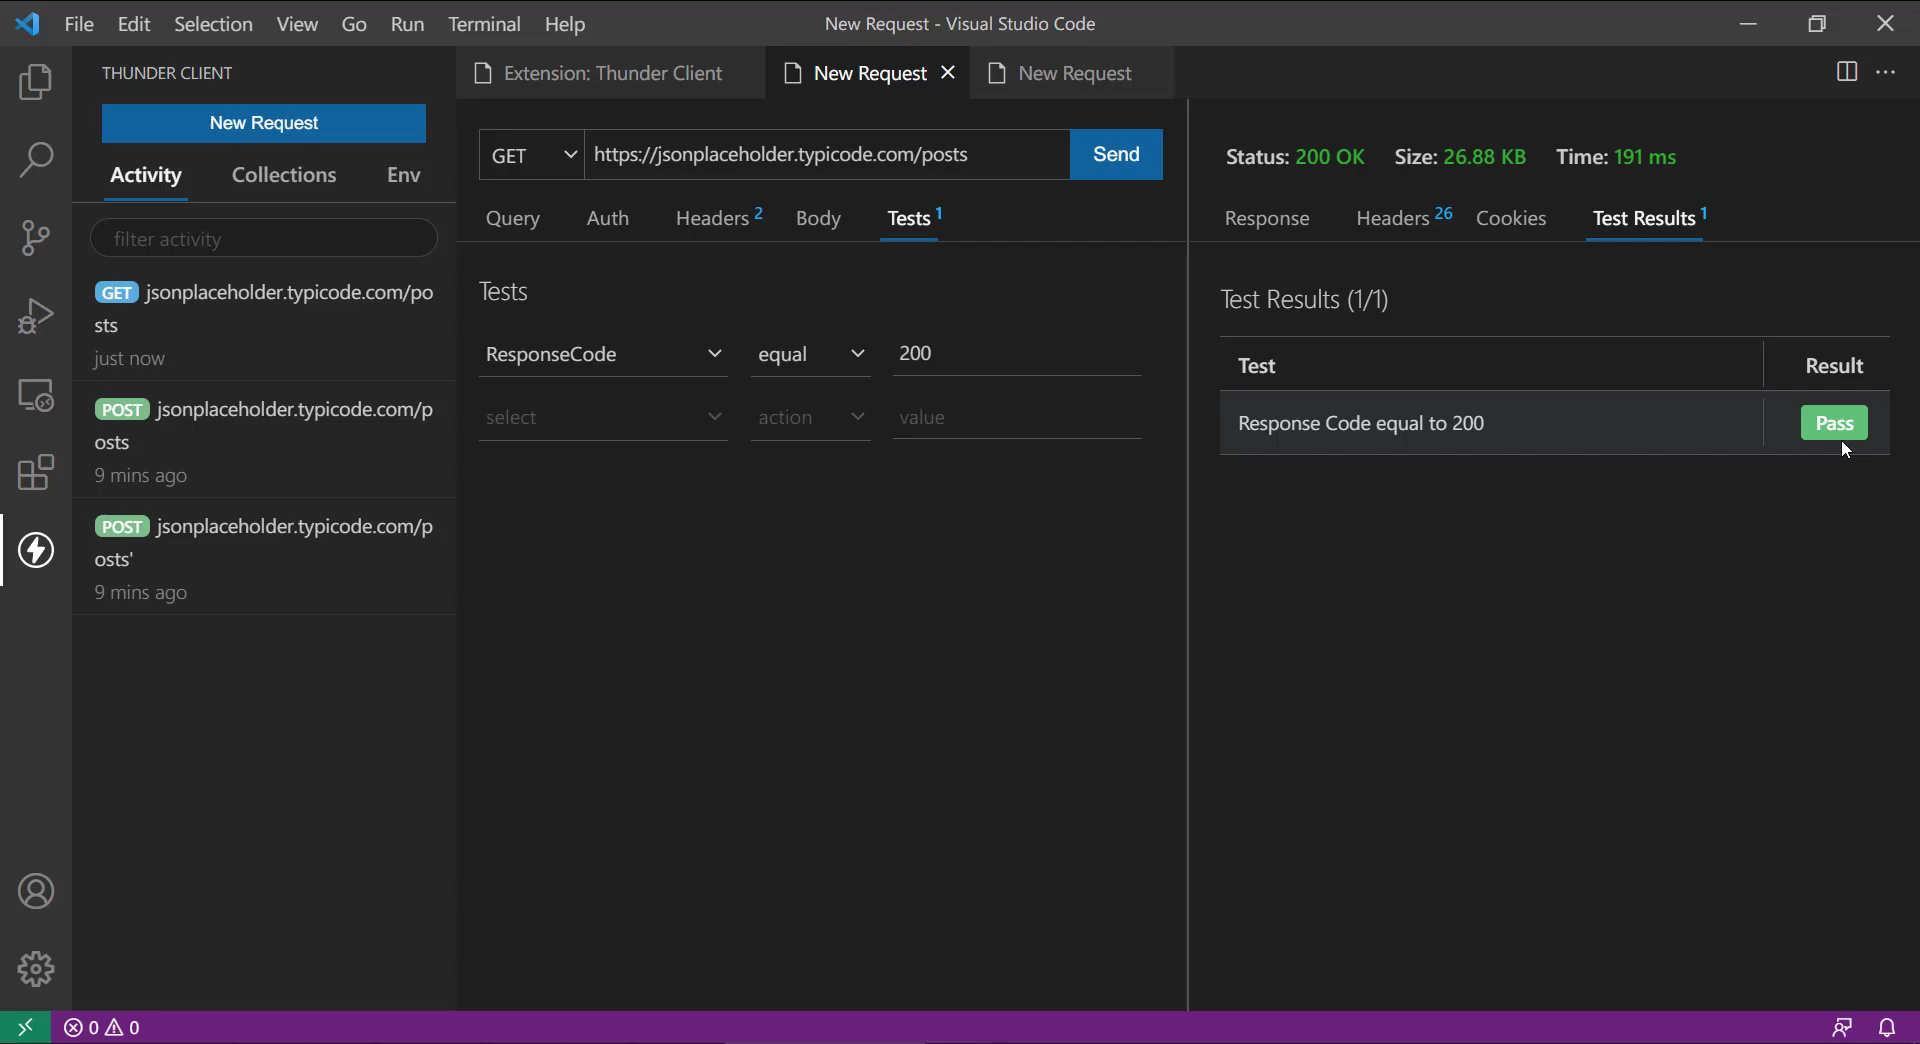 File Edit Selection View Go Run Terminal Help
New Request - Visual Studio Code
THUNDER CLIENT
New Request
Activity Collections Env
filter activity
GET jsonplaceholder.typicode.com/po
sts
just now
POST jsonplaceholder.typicode.com/p
osts
9 mins ago
POST jsonplaceholder.typicode.com/p
osts'
9 mins ago
Extension: Thunder Client
New Request
New Request
GET https://jsonplaceholder.typicode.com/posts Send
Query Auth Headers 2 Body Tests 1
Tests
ResponseCode equal 200
select action value
Status: 200 OK Size: 26.88 KB Time: 191 ms
Response Headers 26 Cookies Test Results 1
Test Results (1/1)
Test Result
Response Code equal to 200 Pass
0 0